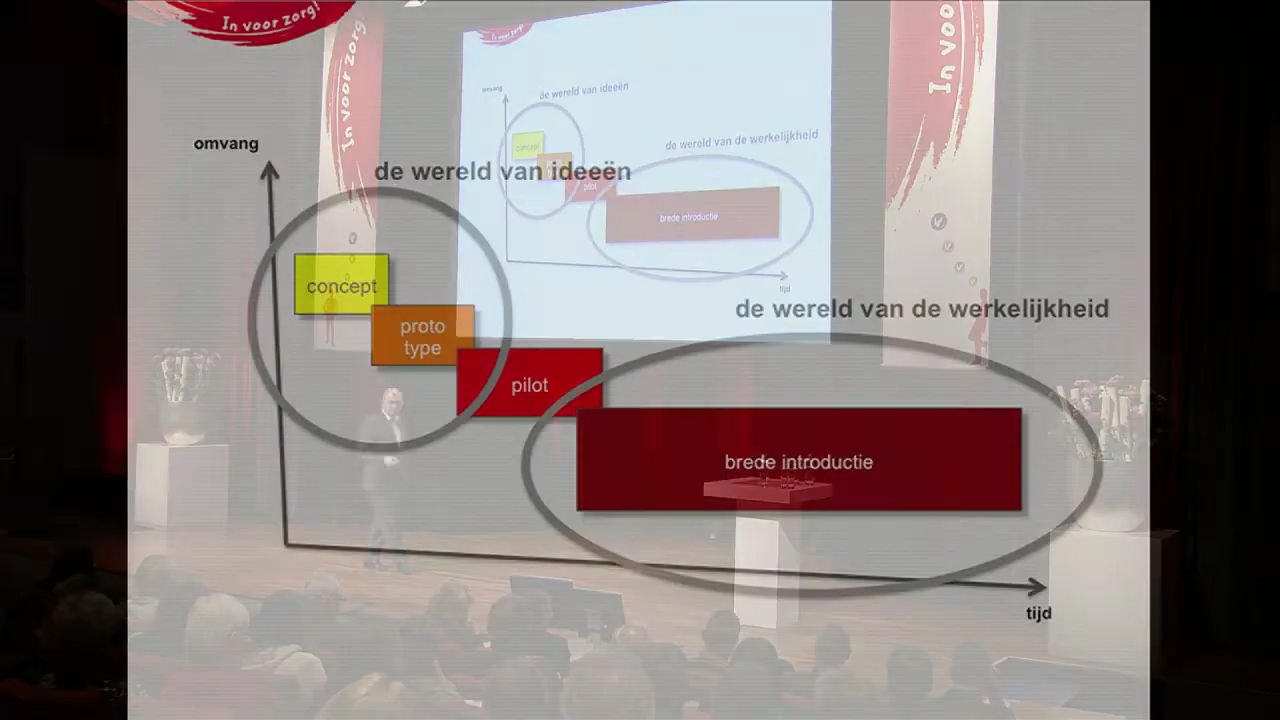 In voor zorg!
In voor zorg
In voo
In voor zorg!
omvang
de wereld van ideeën
de wereld van de werkelijkheid
concept
pilot
brede introductie
tijd
omvang
de wereld van ideeën
concept
proto
type
pilot
de wereld van de werkelijkheid
brede introductie
tijd